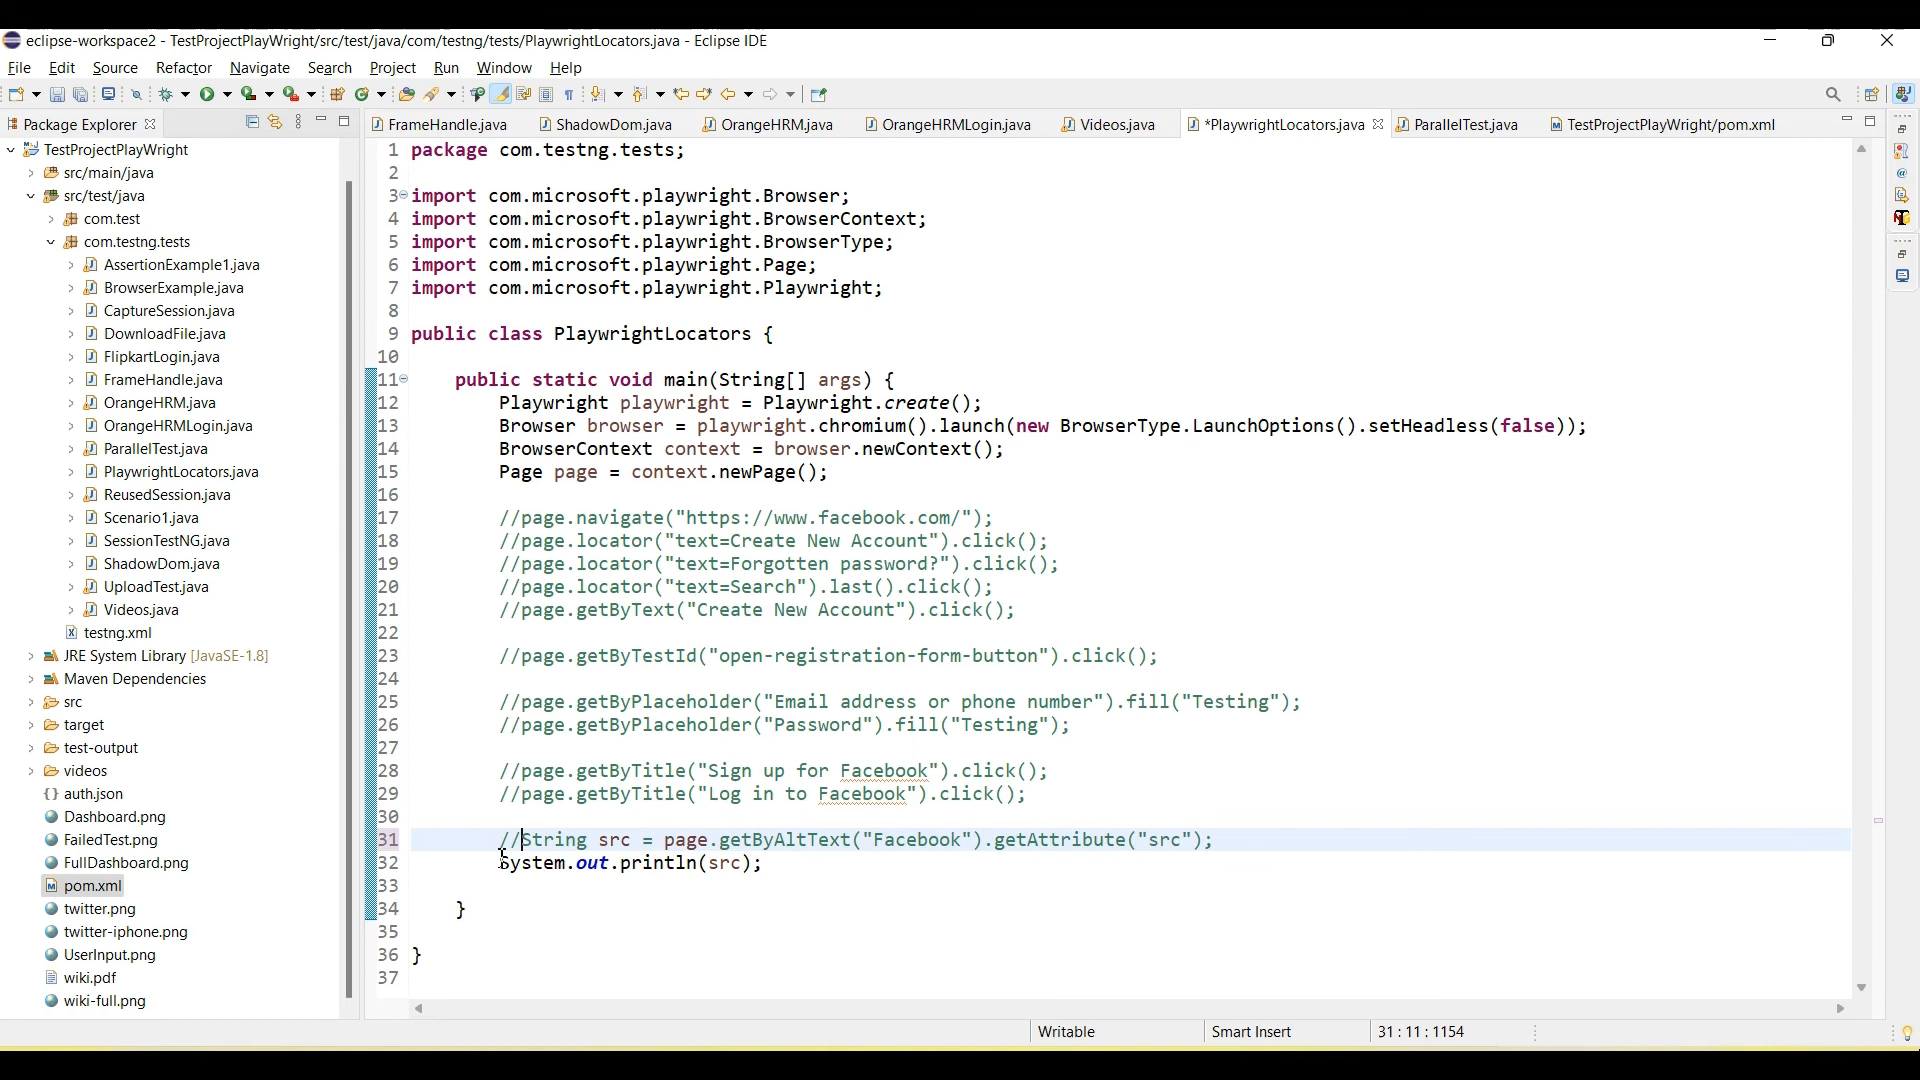 eclipse-workspace2 - TestProjectPlayWright/src/test/java/com/testng/tests/PlaywrightLocators.java - Eclipse IDE
File Edit Source Refactor Navigate Search Project Run Window Help
Package Explorer
FrameHandle.java ShadowDom.java OrangeHRM.java OrangeHRMLogin.java Videos.java *PlaywrightLocators.java ParallelTest.java TestProjectPlayWright/pom.xml
TestProjectPlayWright
src/main/java
src/test/java
com.test
com.testng.tests
AssertionExample1.java
BrowserExample.java
CaptureSession.java
DownloadFile.java
FlipkartLogin.java
FrameHandle.java
OrangeHRM.java
OrangeHRMLogin.java
ParallelTest.java
PlaywrightLocators.java
ReusedSession.java
Scenario1.java
SessionTestNG.java
ShadowDom.java
UploadTest.java
Videos.java
testng.xml
JRE System Library [JavaSE-1.8]
Maven Dependencies
src
target
test-output
videos
auth.json
Dashboard.png
FailedTest.png
FullDashboard.png
pom.xml
twitter.png
twitter-iphone.png
UserInput.png
wiki.pdf
wiki-full.png
1 package com.testng.tests;
2
3 import com.microsoft.playwright.Browser;
4 import com.microsoft.playwright.BrowserContext;
5 import com.microsoft.playwright.BrowserType;
6 import com.microsoft.playwright.Page;
7 import com.microsoft.playwright.Playwright;
8
9 public class PlaywrightLocators {
10
11 public static void main(String[] args) {
12 Playwright playwright = Playwright.create();
13 Browser browser = playwright.chromium().launch(new BrowserType.LaunchOptions().setHeadless(false));
14 BrowserContext context = browser.newContext();
15 Page page = context.newPage();
16
17 //page.navigate("https://www.facebook.com/");
18 //page.locator("text=Create New Account").click();
19 //page.locator("text=Forgotten password?").click();
20 //page.locator("text=Search").last().click();
21 //page.getByText("Create New Account").click();
22
23 //page.getByTestId("open-registration-form-button").click();
24
25 //page.getByPlaceholder("Email address or phone number").fill("Testing");
26 //page.getByPlaceholder("Password").fill("Testing");
27
28 //page.getByTitle("Sign up for Facebook").click();
29 //page.getByTitle("Log in to Facebook").click();
30
31 //String src = page.getByAltText("Facebook").getAttribute("src");
32 System.out.println(src);
33
34 }
35
36 }
37
Writable Smart Insert 31 : 11 : 1154